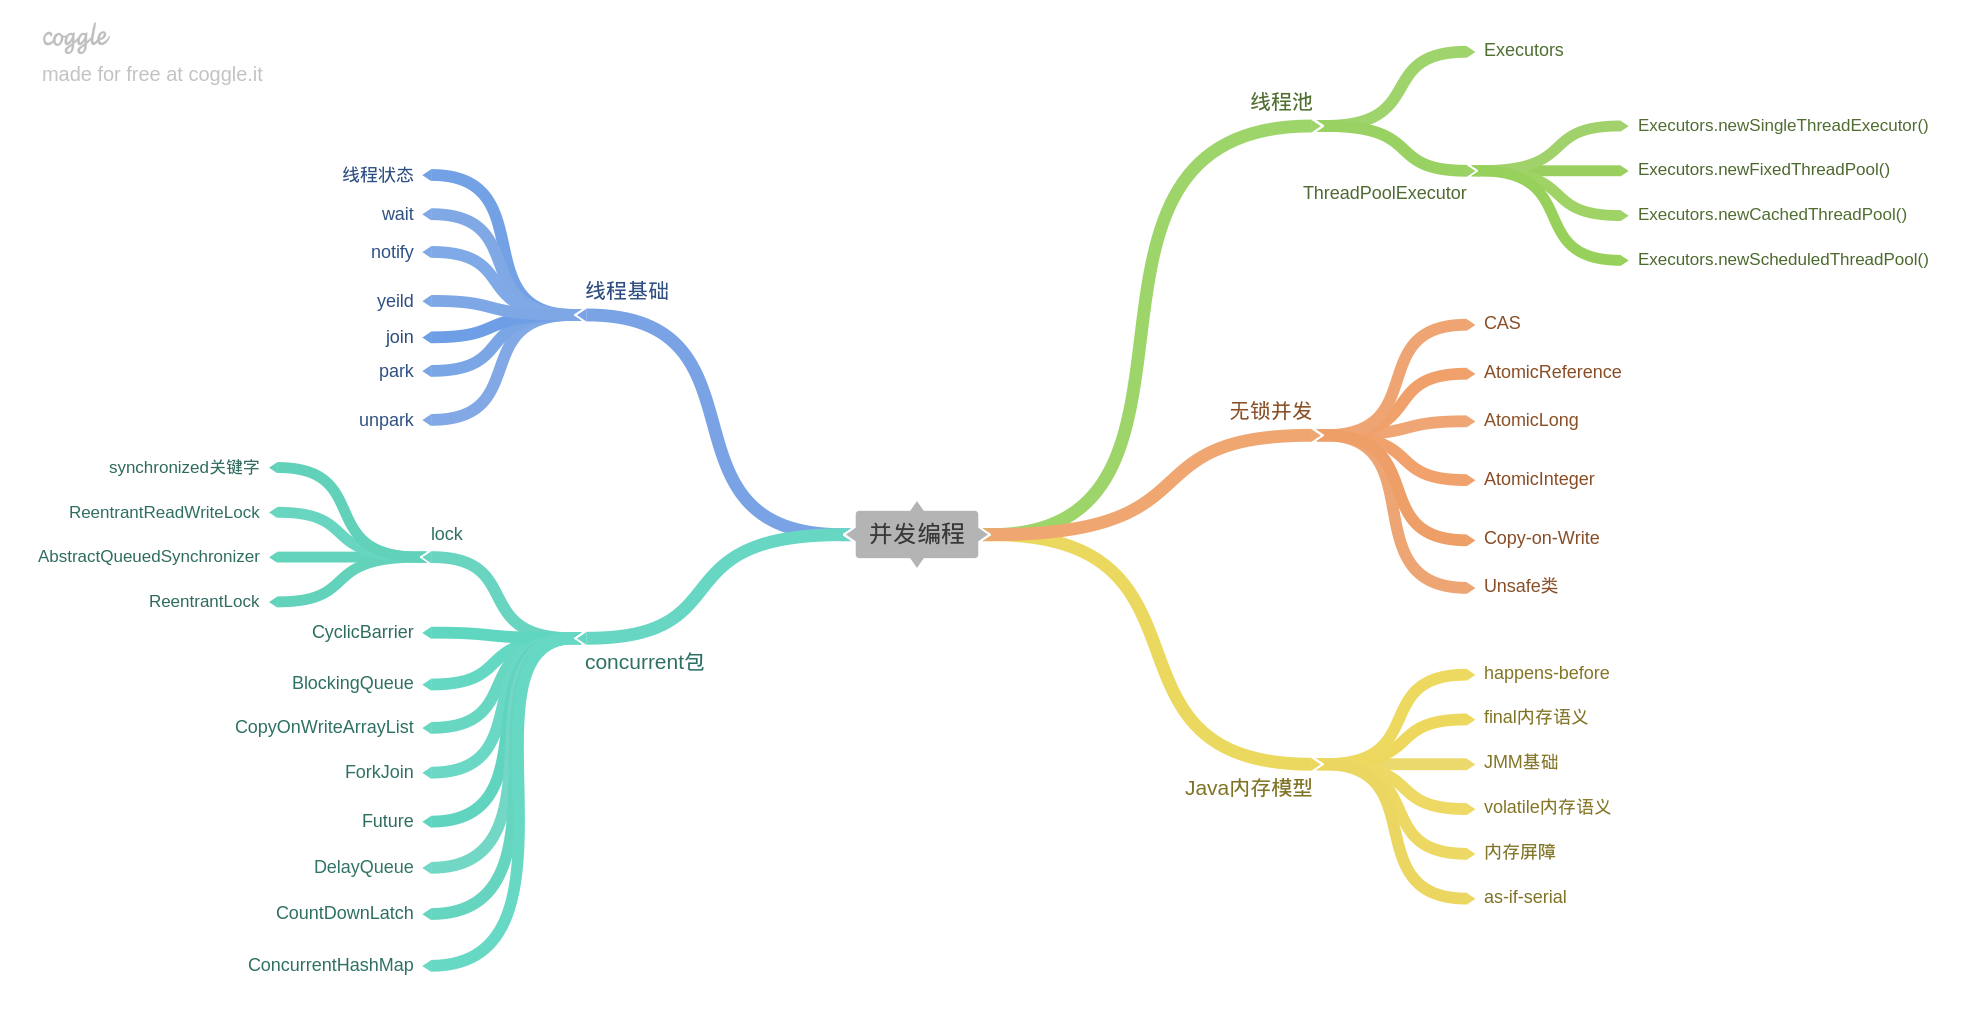 coggle
made for free at coggle.it
并发编程
线程基础
线程状态
wait
notify
yeild
join
park
unpark
concurrent包
lock
synchronized关键字
ReentrantReadWriteLock
AbstractQueuedSynchronizer
ReentrantLock
CyclicBarrier
BlockingQueue
CopyOnWriteArrayList
ForkJoin
Future
DelayQueue
CountDownLatch
ConcurrentHashMap
线程池
Executors
ThreadPoolExecutor
Executors.newSingleThreadExecutor()
Executors.newFixedThreadPool()
Executors.newCachedThreadPool()
Executors.newScheduledThreadPool()
无锁并发
CAS
AtomicReference
AtomicLong
AtomicInteger
Copy-on-Write
Unsafe类
Java内存模型
happens-before
final内存语义
JMM基础
volatile内存语义
内存屏障
as-if-serial